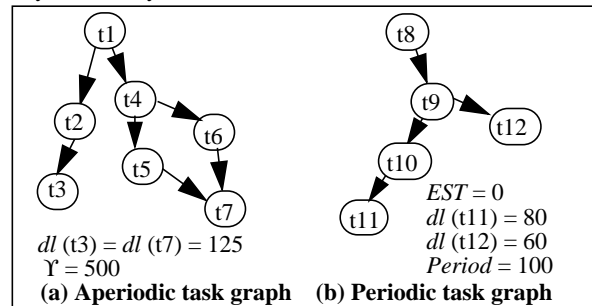 t1
t2
t3
t4
t5
t6
t7
dl (t3) = dl (t7) = 125
ϒ = 500
(a) Aperiodic task graph
t8
t9
t10
t11
t12
EST = 0
dl (t11) = 80
dl (t12) = 60
Period = 100
(b) Periodic task graph